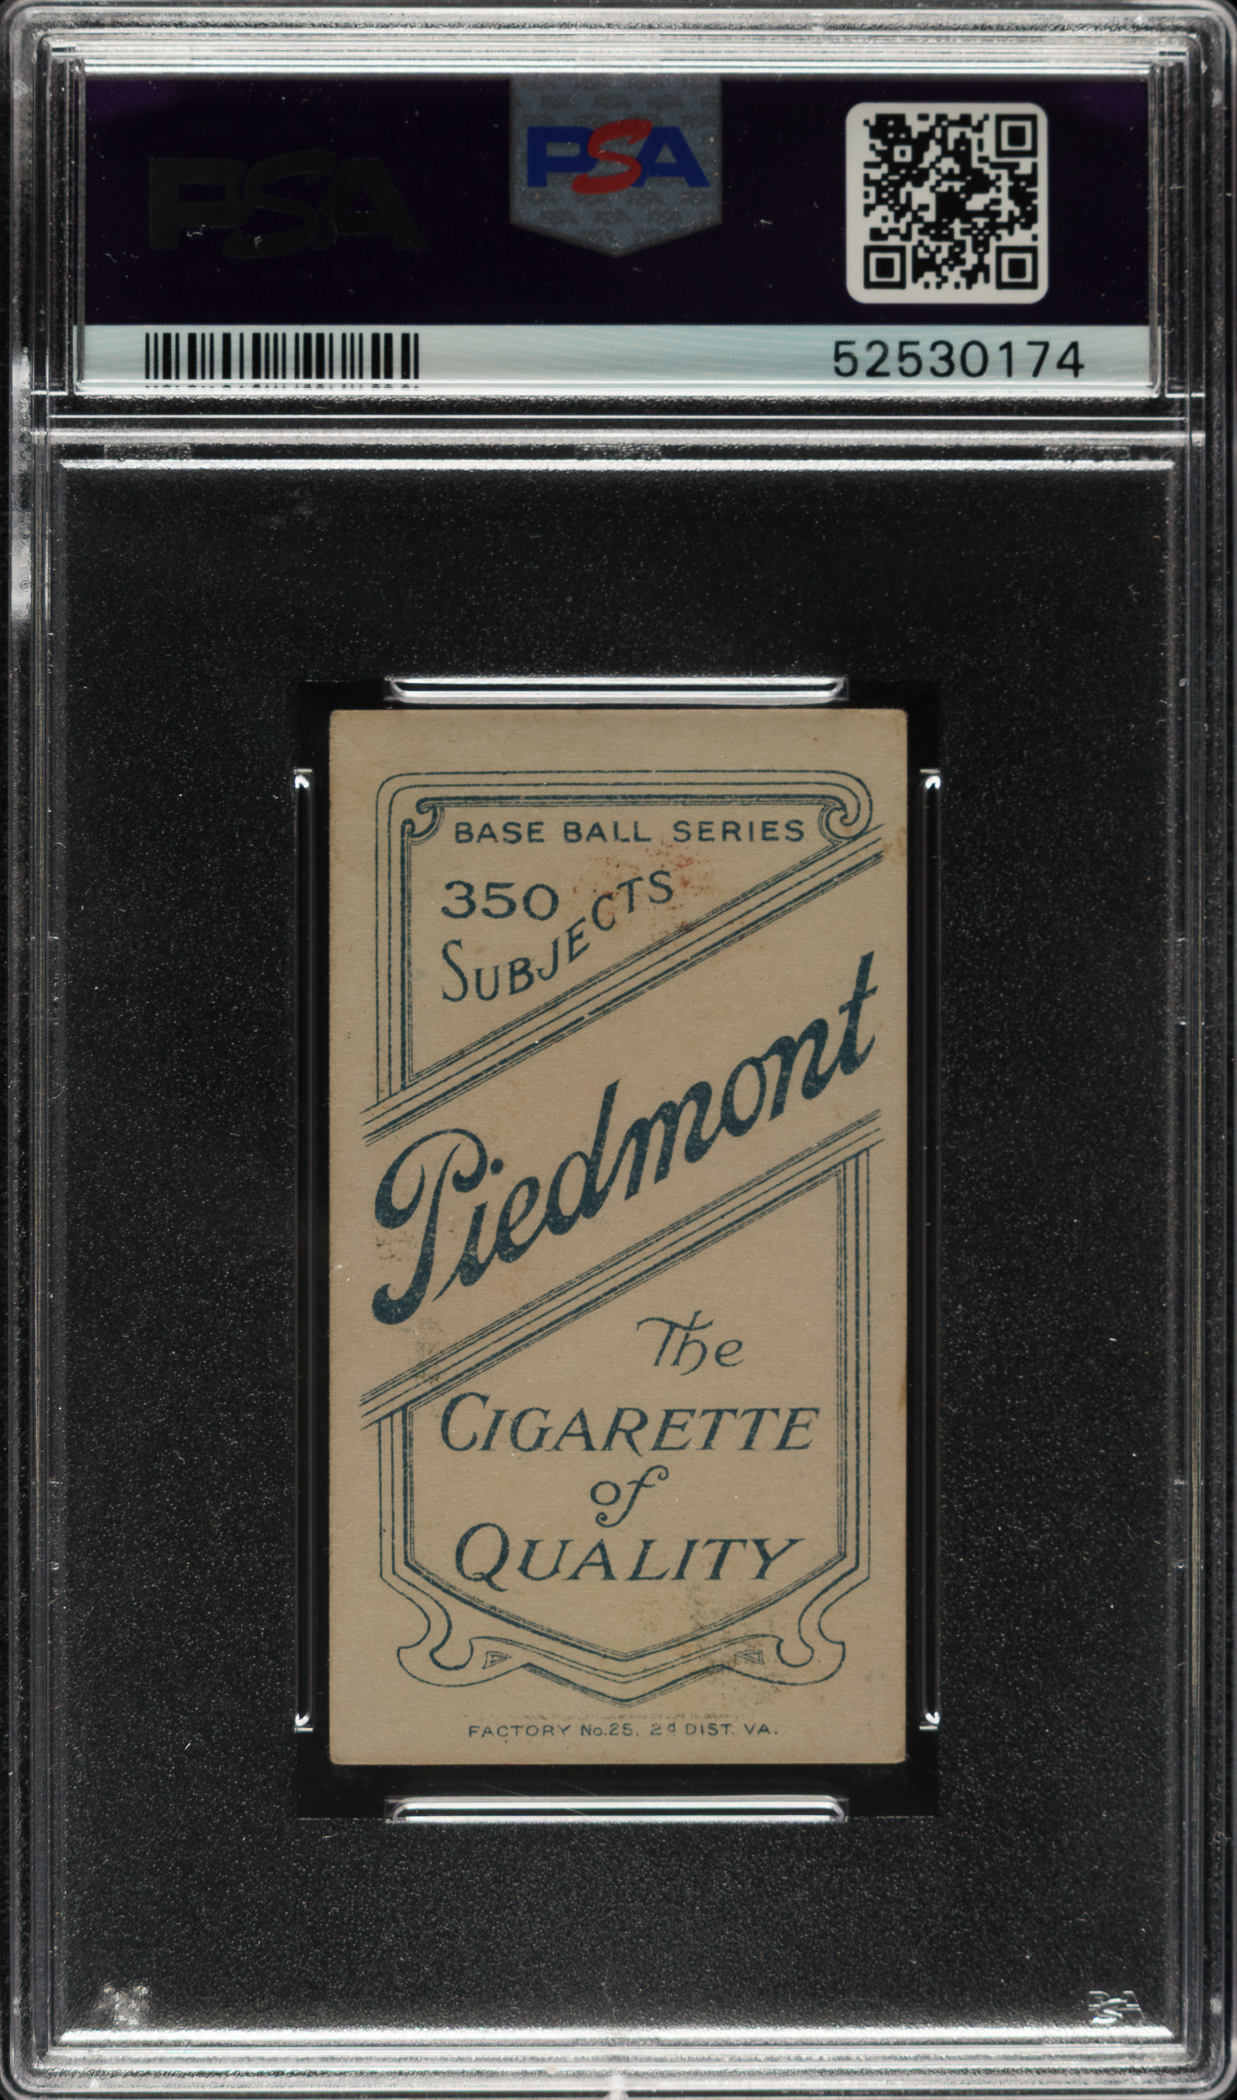 PSA
PSA
52530174
BASE BALL SERIES
350
SUBJECTS
Piedmont
The
CIGARETTE
of
QUALITY
FACTORY No. 25, 2d DIST. VA.
PSA